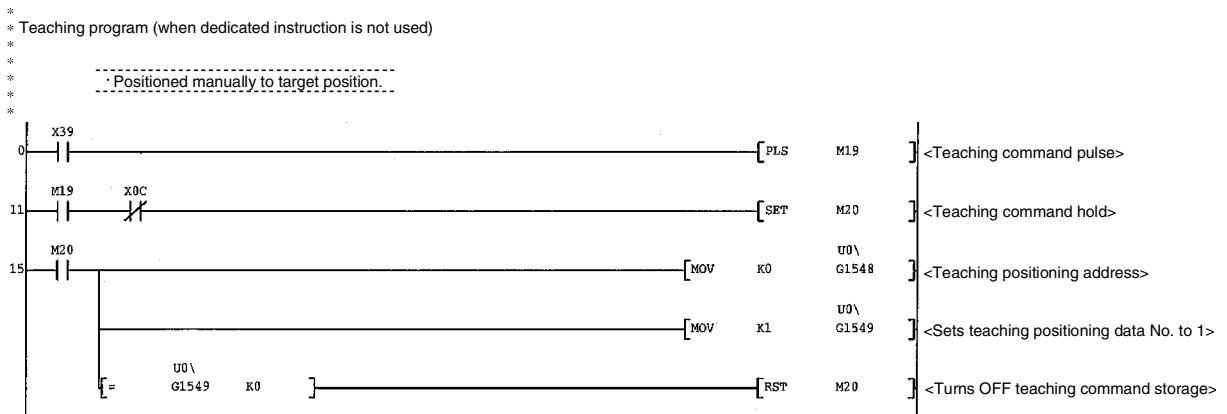 *
* Teaching program (when dedicated instruction is not used)
*
*
* · Positioned manually to target position.
*
*
X39
0 [PLS M19 ] <Teaching command pulse>
M19 X0C
11 [SET M20 ] <Teaching command hold>
M20 U0\
15 [MOV K0 G1548 ] <Teaching positioning address>
U0\
[MOV K1 G1549 ] <Sets teaching positioning data No. to 1>
U0\
[= G1549 K0 ] [RST M20 ] <Turns OFF teaching command storage>